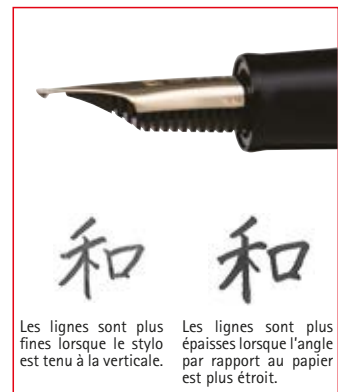 和 和
Les lignes sont plus
fines lorsque le stylo
est tenu à la verticale.
Les lignes sont plus
épaisses lorsque l'angle
par rapport au papier
est plus étroit.